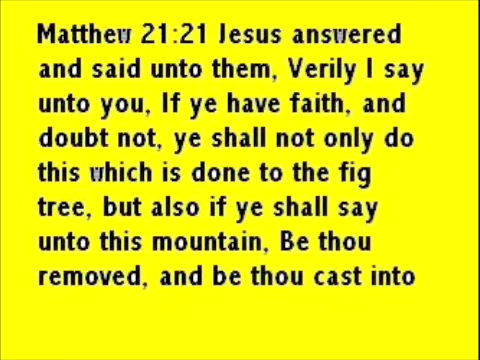 Matthew 21:21 Jesus answered
and said unto them, Verily I say
unto you, If ye have faith, and
doubt not, ye shall not only do
this which is done to the fig
tree, but also if ye shall say
unto this mountain, Be thou
removed, and be thou cast into